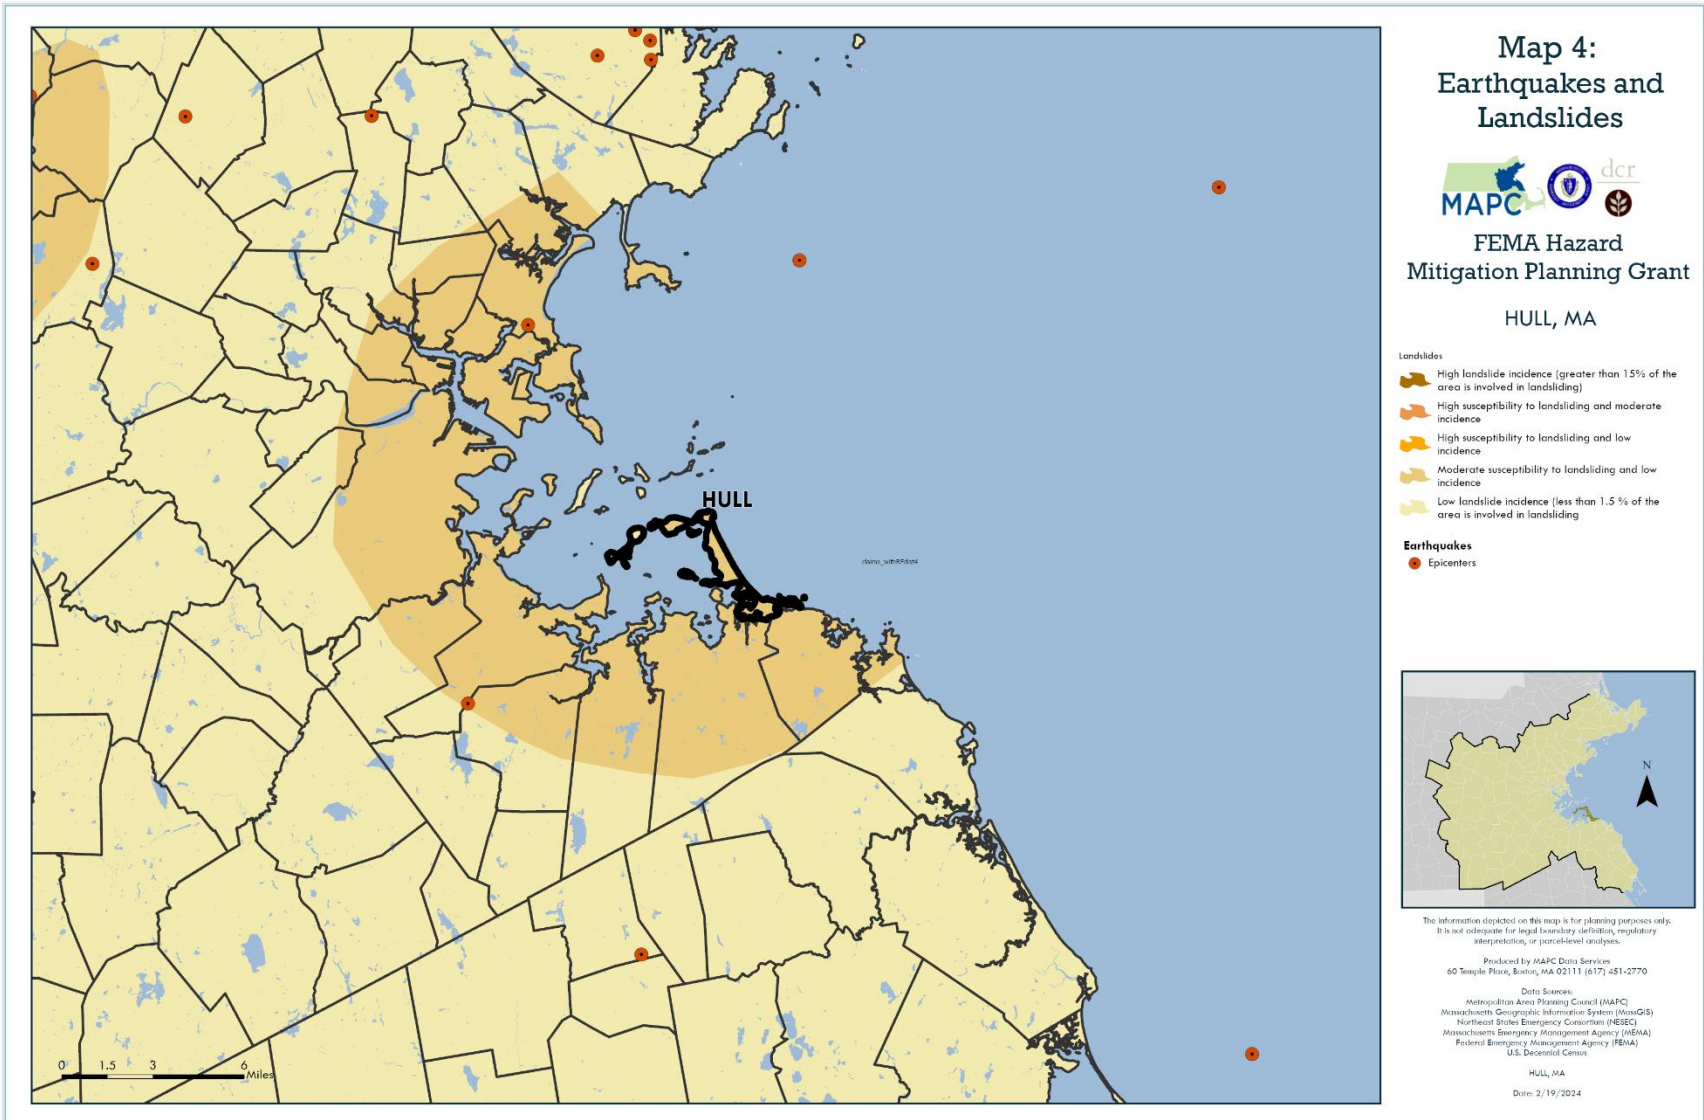 Map 4:
Earthquakes and
Landslides
MAPC
dcr
FEMA Hazard
Mitigation Planning Grant
HULL, MA
Landslides
High landslide incidence (greater than 15% of the
area is involved in landsliding)
High susceptibility to landsliding and moderate
incidence
High susceptibility to landsliding and low
incidence
Moderate susceptibility to landsliding and low
incidence
Low landslide incidence (less than 1.5 % of the
area is involved in landsliding
Earthquakes
Epicenters
HULL
claims_withBFdist4
0 1.5 3 6
Miles
N
The information depicted on this map is for planning purposes only.
It is not adequate for legal boundary definition, regulatory
interpretation, or parcel-level analyses.
Produced by MAPC Data Services
60 Temple Place, Boston, MA 02111 (617) 451-2770
Data Sources:
Metropolitan Area Planning Council (MAPC)
Massachusetts Geographic Information System (MassGIS)
Northeast States Emergency Consortium (NESEC)
Massachusetts Emergency Management Agency (MEMA)
Federal Emergency Management Agency (FEMA)
U.S. Decennial Census
HULL, MA
Date: 2/19/2024